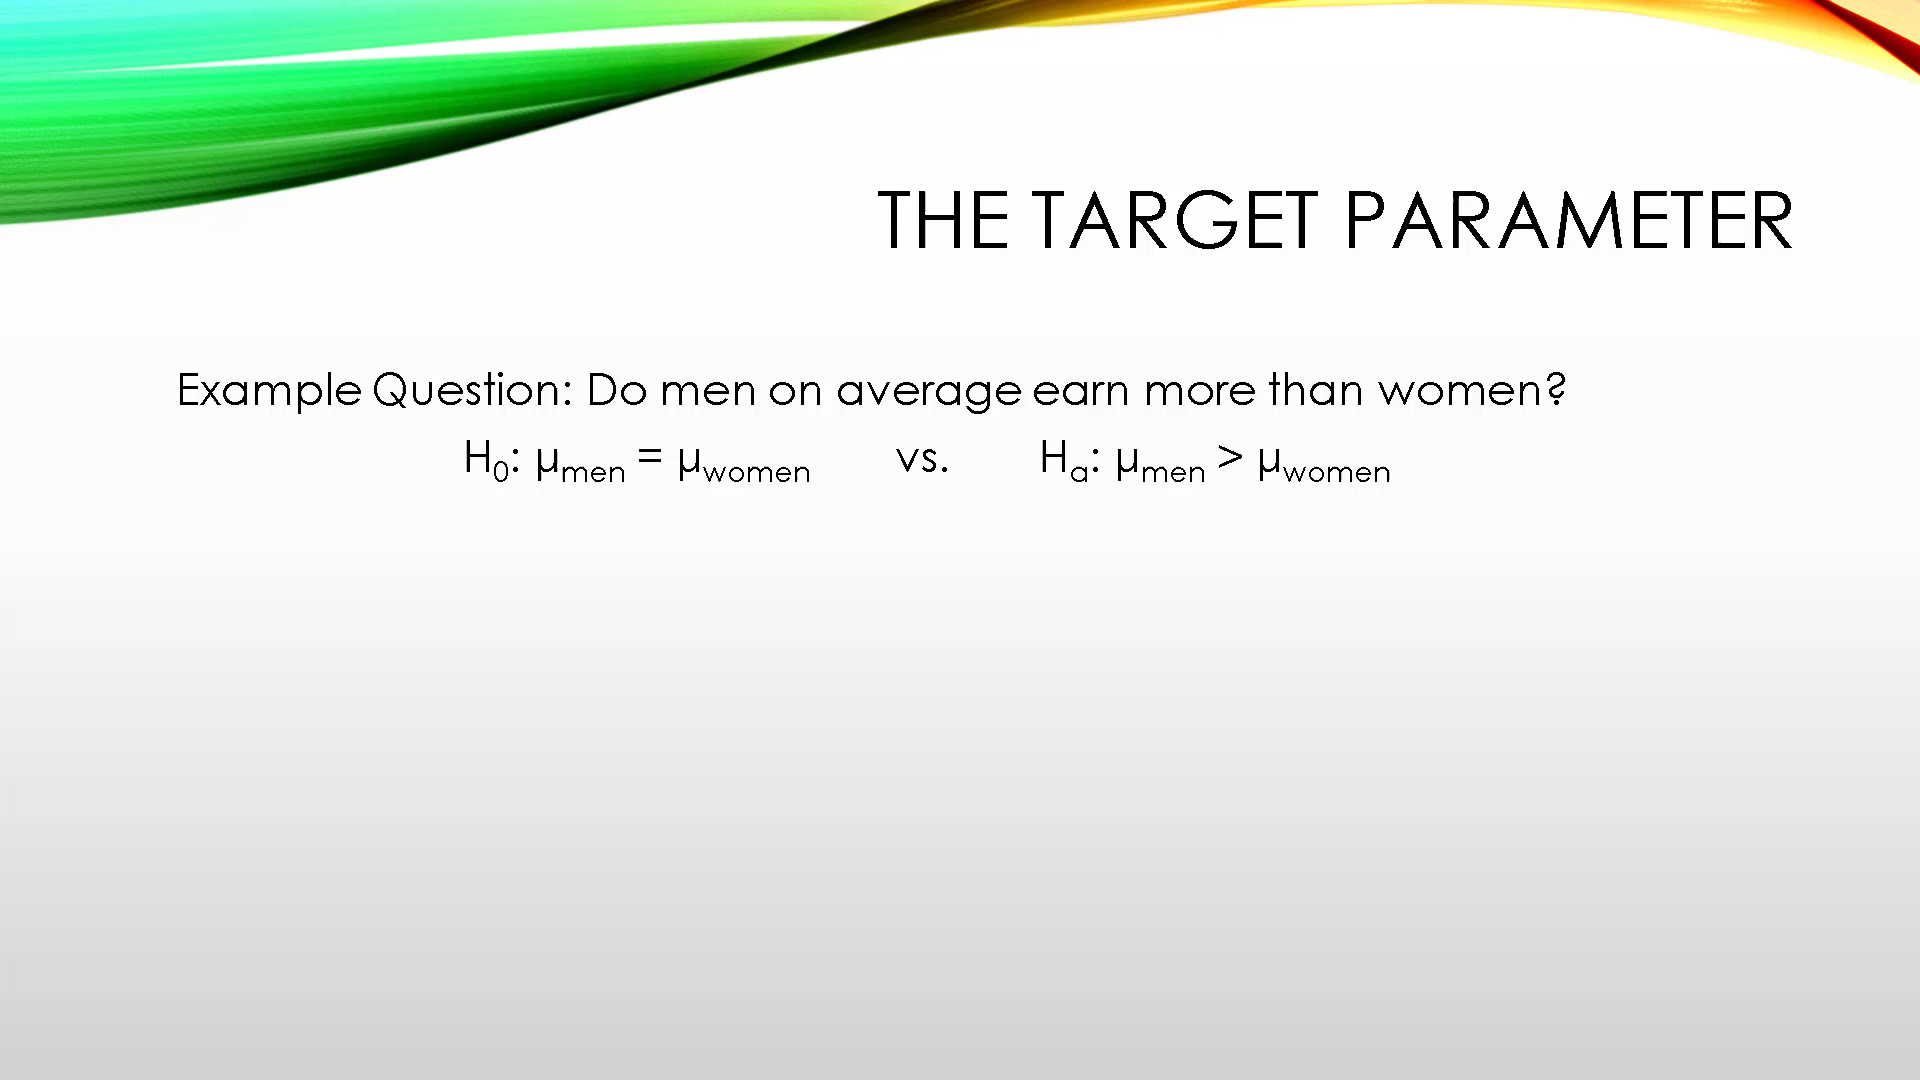 THE TARGET PARAMETER
Example Question: Do men on average earn more than women?
H₀: μmen = μwomen vs. Hₐ: μmen > μwomen